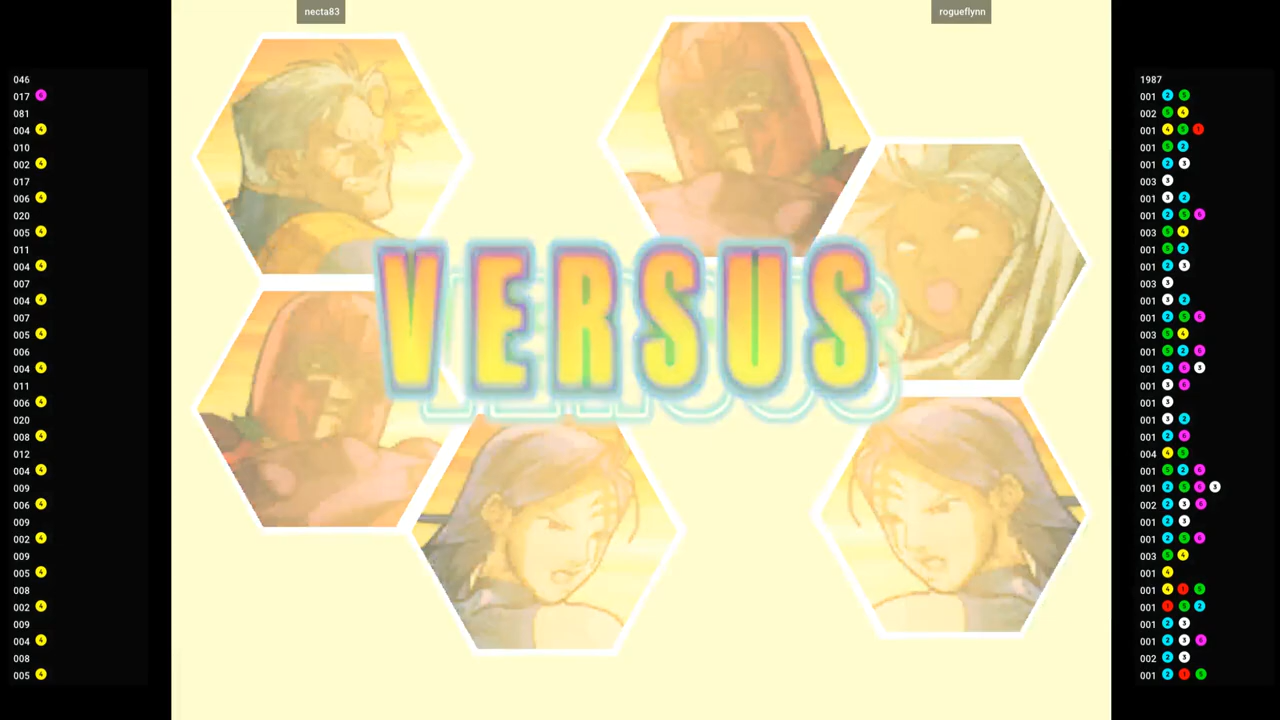 necta83
rogueflynn
VERSUS
046
017 6
081
004 4
010
002 4
017
006 4
020
005 4
011
004 4
007
004 4
007
005 4
006
004 4
011
006 4
020
008 4
012
004 4
009
006 4
009
002 4
009
005 4
008
002 4
009
004 4
008
005 4
1987
001 2 5
002 5 4
001 4 5 1
001 5 2
001 2 3
003 3
001 3 2
001 2 5 6
003 5 4
001 5 2
001 2 3
003 3
001 3 2
001 2 5 6
003 5 4
001 5 2 6
001 2 6 3
001 3 6
001 3
001 3 2
001 2 6
004 4 5
001 5 2 6
001 2 5 6 3
002 2 3 6
001 2 3
001 2 5 6
003 5 4
001 4
001 4 1 5
001 1 5 2
001 2 3
001 2 3 6
002 2 3
001 2 1 5